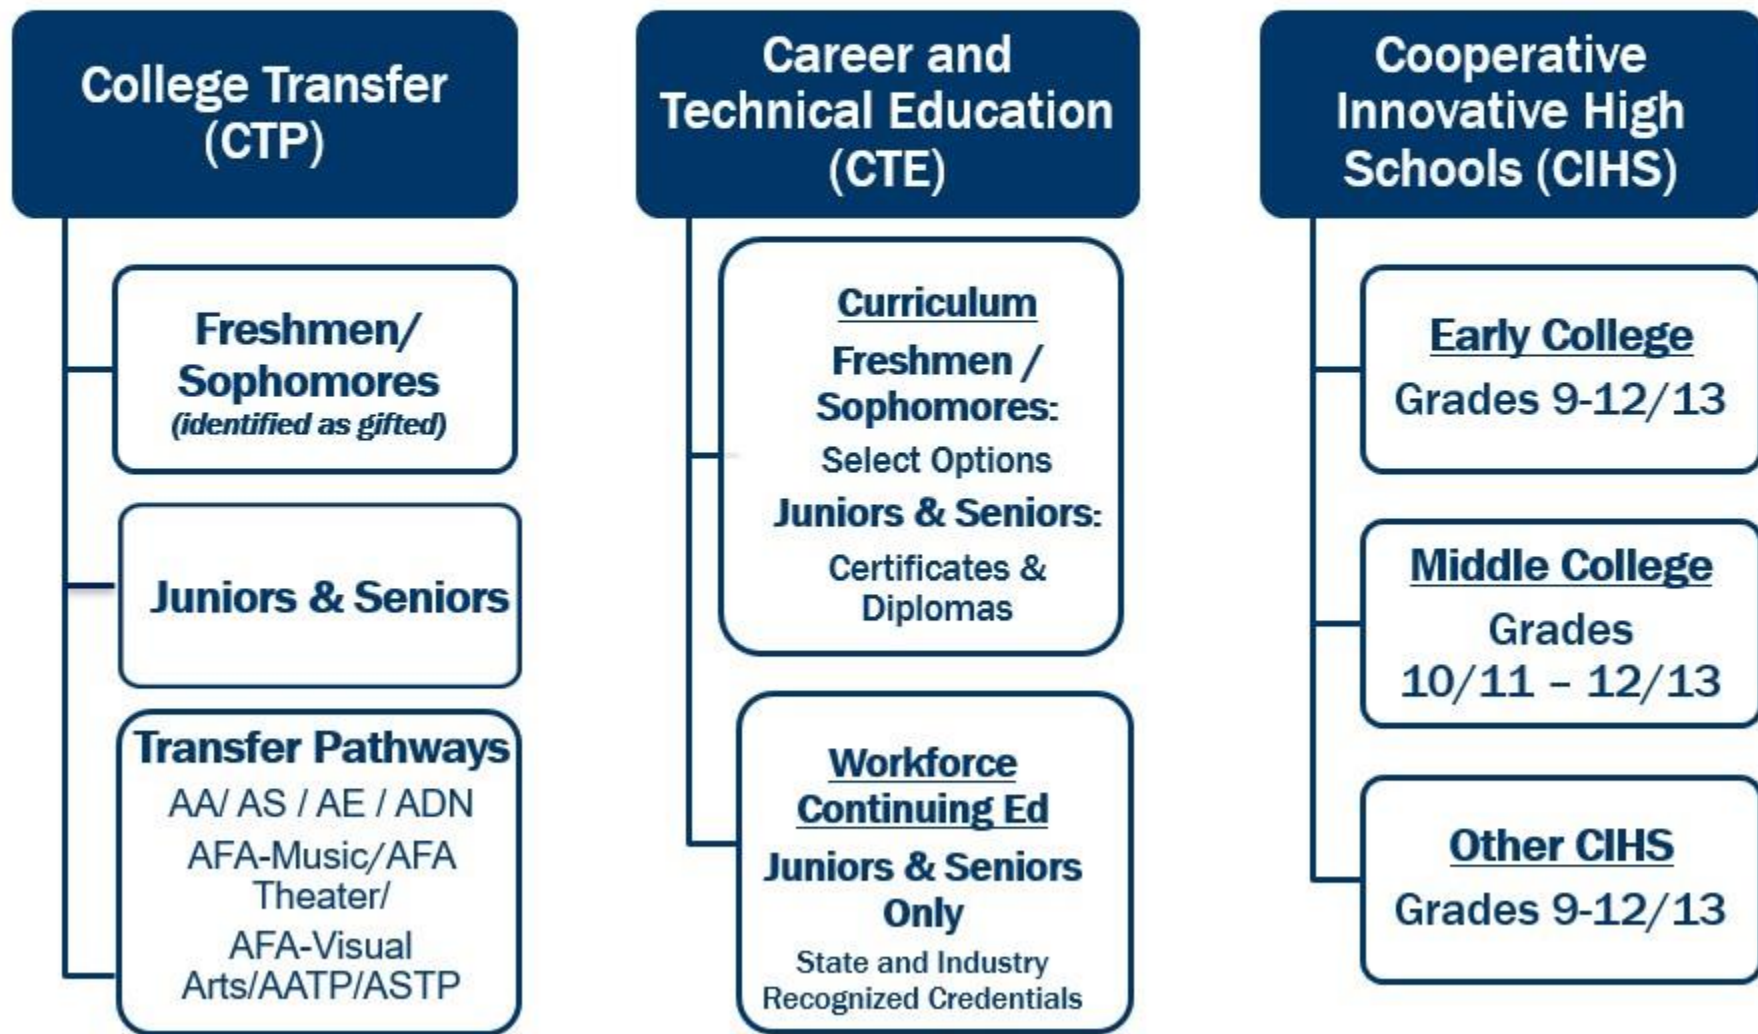 College Transfer
(CTP)
Freshmen/
Sophomores
(identified as gifted)
Juniors & Seniors
Transfer Pathways
AA/ AS / AE / ADN
AFA-Music/AFA
Theater/
AFA-Visual
Arts/AATP/ASTP
Career and
Technical Education
(CTE)
Curriculum
Freshmen /
Sophomores:
Select Options
Juniors & Seniors:
Certificates &
Diplomas
Workforce
Continuing Ed
Juniors & Seniors
Only
State and Industry
Recognized Credentials
Cooperative
Innovative High
Schools (CIHS)
Early College
Grades 9-12/13
Middle College
Grades
10/11 – 12/13
Other CIHS
Grades 9-12/13